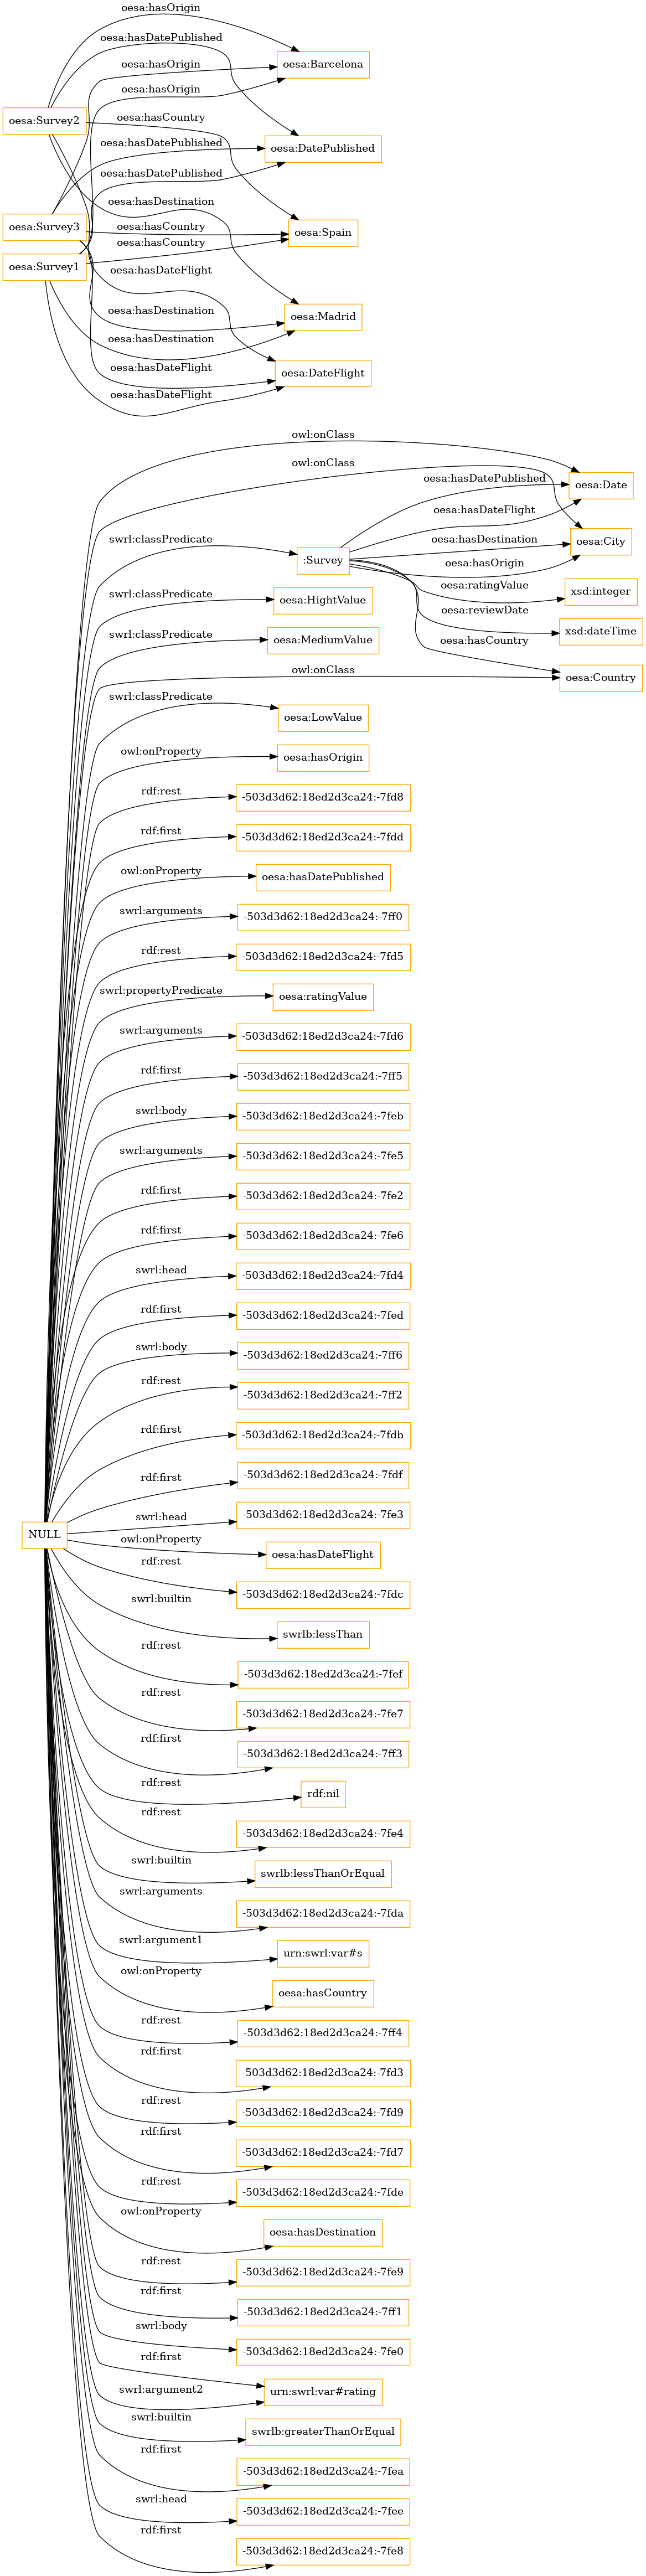 oesa:hasOrigin
oesa:hasDatePublished
oesa:hasOrigin
oesa:Barcelona
oesa:hasOrigin
oesa:Survey2
oesa:hasCountry
oesa:hasDatePublished
oesa:DatePublished
oesa:hasDatePublished
oesa:hasDestination
oesa:Survey3
oesa:hasCountry
oesa:Spain
oesa:hasCountry
oesa:Survey1
oesa:hasDateFlight
oesa:hasDestination
oesa:Madrid
oesa:hasDestination
oesa:hasDateFlight
oesa:DateFlight
oesa:hasDateFlight
owl:onClass
owl:onClass
oesa:hasDatePublished
oesa:Date
oesa:hasDateFlight
swrl:classPredicate
oesa:hasDestination
oesa:City
:Survey
oesa:hasOrigin
oesa:ratingValue
xsd:integer
swrl:classPredicate
oesa:HightValue
oesa:reviewDate
xsd:dateTime
swrl:classPredicate
oesa:MediumValue
oesa:hasCountry
owl:onClass
oesa:Country
swrl:classPredicate
oesa:LowValue
owl:onProperty
oesa:hasOrigin
rdf:rest
-503d3d62:18ed2d3ca24:-7fd8
rdf:first
-503d3d62:18ed2d3ca24:-7fdd
owl:onProperty
oesa:hasDatePublished
swrl:arguments
-503d3d62:18ed2d3ca24:-7ff0
rdf:rest
-503d3d62:18ed2d3ca24:-7fd5
swrl:propertyPredicate
oesa:ratingValue
swrl:arguments
-503d3d62:18ed2d3ca24:-7fd6
rdf:first
-503d3d62:18ed2d3ca24:-7ff5
swrl:body
-503d3d62:18ed2d3ca24:-7feb
swrl:arguments
-503d3d62:18ed2d3ca24:-7fe5
rdf:first
-503d3d62:18ed2d3ca24:-7fe2
rdf:first
-503d3d62:18ed2d3ca24:-7fe6
swrl:head
-503d3d62:18ed2d3ca24:-7fd4
rdf:first
-503d3d62:18ed2d3ca24:-7fed
swrl:body
-503d3d62:18ed2d3ca24:-7ff6
rdf:rest
-503d3d62:18ed2d3ca24:-7ff2
rdf:first
-503d3d62:18ed2d3ca24:-7fdb
rdf:first
-503d3d62:18ed2d3ca24:-7fdf
swrl:head
-503d3d62:18ed2d3ca24:-7fe3
NULL
owl:onProperty
oesa:hasDateFlight
rdf:rest
-503d3d62:18ed2d3ca24:-7fdc
swrl:builtin
swrlb:lessThan
rdf:rest
-503d3d62:18ed2d3ca24:-7fef
rdf:rest
-503d3d62:18ed2d3ca24:-7fe7
rdf:first
-503d3d62:18ed2d3ca24:-7ff3
rdf:rest
rdf:nil
rdf:rest
-503d3d62:18ed2d3ca24:-7fe4
swrl:builtin
swrlb:lessThanOrEqual
swrl:arguments
-503d3d62:18ed2d3ca24:-7fda
swrl:argument1
urn:swrl:var#s
owl:onProperty
oesa:hasCountry
rdf:rest
-503d3d62:18ed2d3ca24:-7ff4
rdf:first
-503d3d62:18ed2d3ca24:-7fd3
rdf:rest
-503d3d62:18ed2d3ca24:-7fd9
rdf:first
-503d3d62:18ed2d3ca24:-7fd7
rdf:rest
-503d3d62:18ed2d3ca24:-7fde
owl:onProperty
oesa:hasDestination
rdf:rest
-503d3d62:18ed2d3ca24:-7fe9
rdf:first
-503d3d62:18ed2d3ca24:-7ff1
swrl:body
-503d3d62:18ed2d3ca24:-7fe0
rdf:first
urn:swrl:var#rating
swrl:argument2
swrl:builtin
swrlb:greaterThanOrEqual
rdf:first
-503d3d62:18ed2d3ca24:-7fea
swrl:head
-503d3d62:18ed2d3ca24:-7fee
rdf:first
-503d3d62:18ed2d3ca24:-7fe8